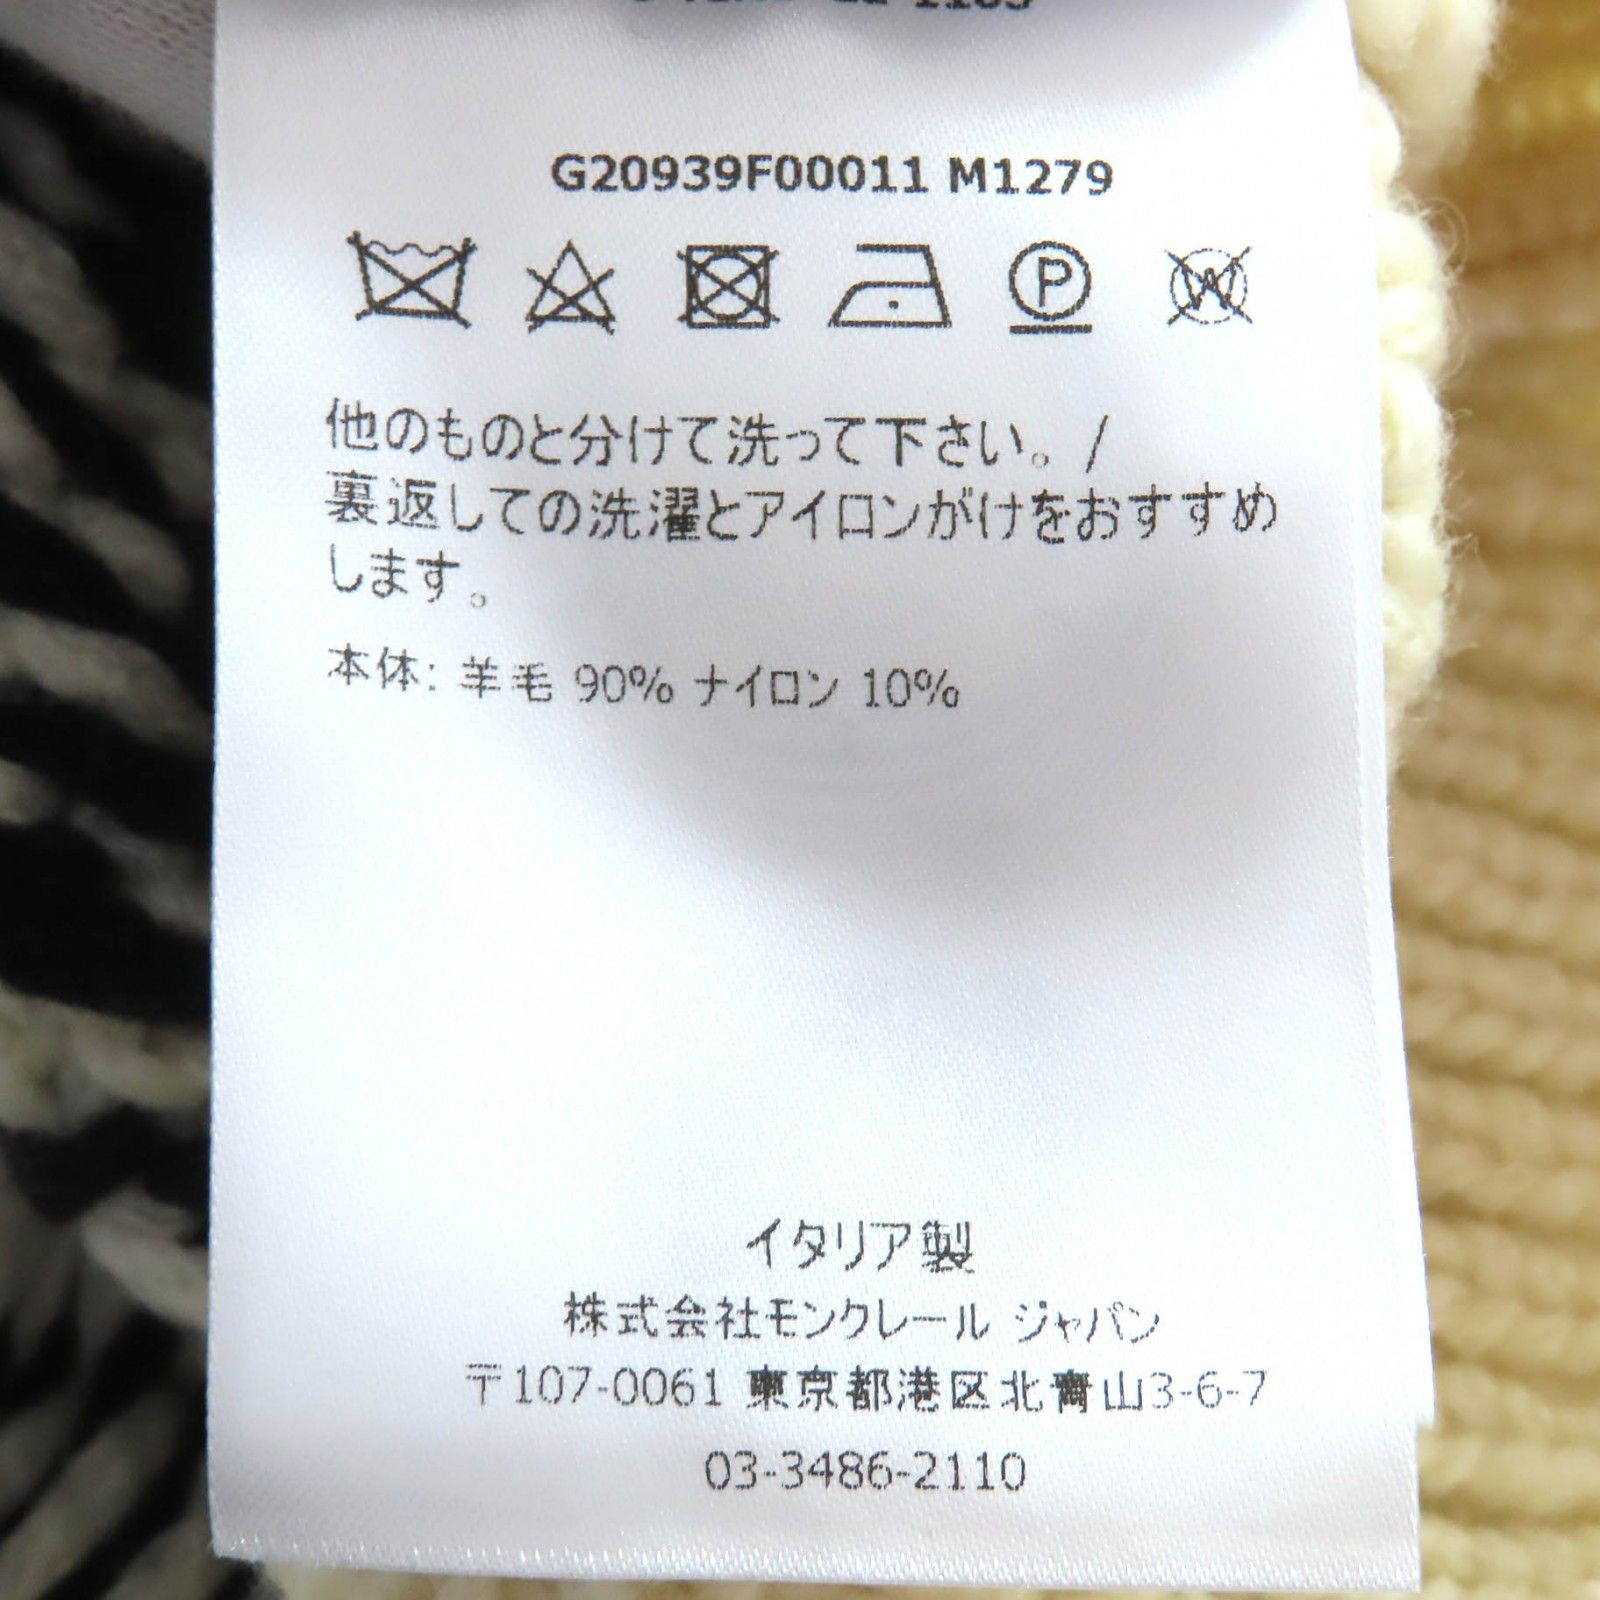 G20939F00011 M1279
P
W
他のものと分けて洗って下さい。/
裏返しての洗濯とアイロンがけをおすすめ
します。
本体: 羊毛 90% ナイロン 10%
イタリア製
株式会社モンクレール ジャパン
〒107-0061 東京都港区北青山3-6-7
03-3486-2110